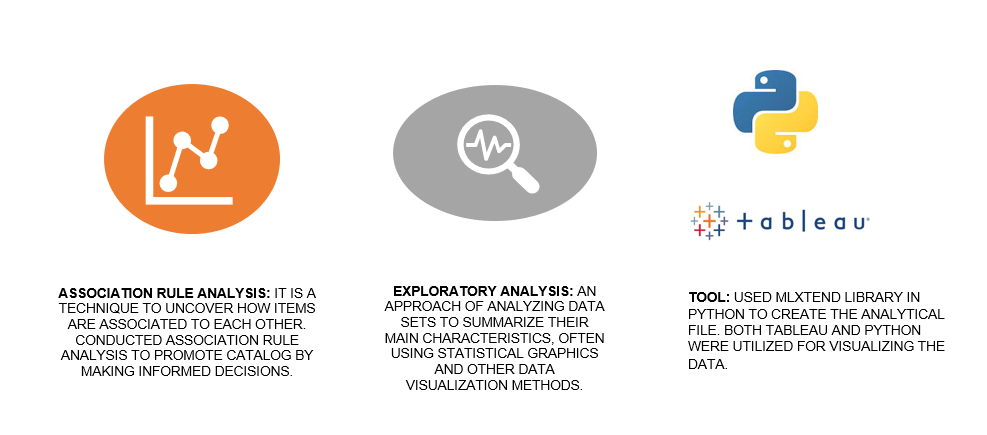 + a b | e a u
ASSOCIATION RULE ANALYSIS: IT IS A
TECHNIQUE TO UNCOVER HOW ITEMS
ARE ASSOCIATED TO EACH OTHER.
CONDUCTED ASSOCIATION RULE
ANALYSIS TO PROMOTE CATALOG BY
MAKING INFORMED DECISIONS.
EXPLORATORY ANALYSIS: AN
APPROACH OF ANALYZING DATA
SETS TO SUMMARIZE THEIR
MAIN CHARACTERISTICS, OFTEN
USING STATISTICAL GRAPHICS
AND OTHER DATA
VISUALIZATION METHODS.
TOOL: USED MLXTEND LIBRARY IN
PYTHON TO CREATE THE ANALYTICAL
FILE. BOTH TABLEAU AND PYTHON
WERE UTILIZED FOR VISUALIZING THE
DATA.